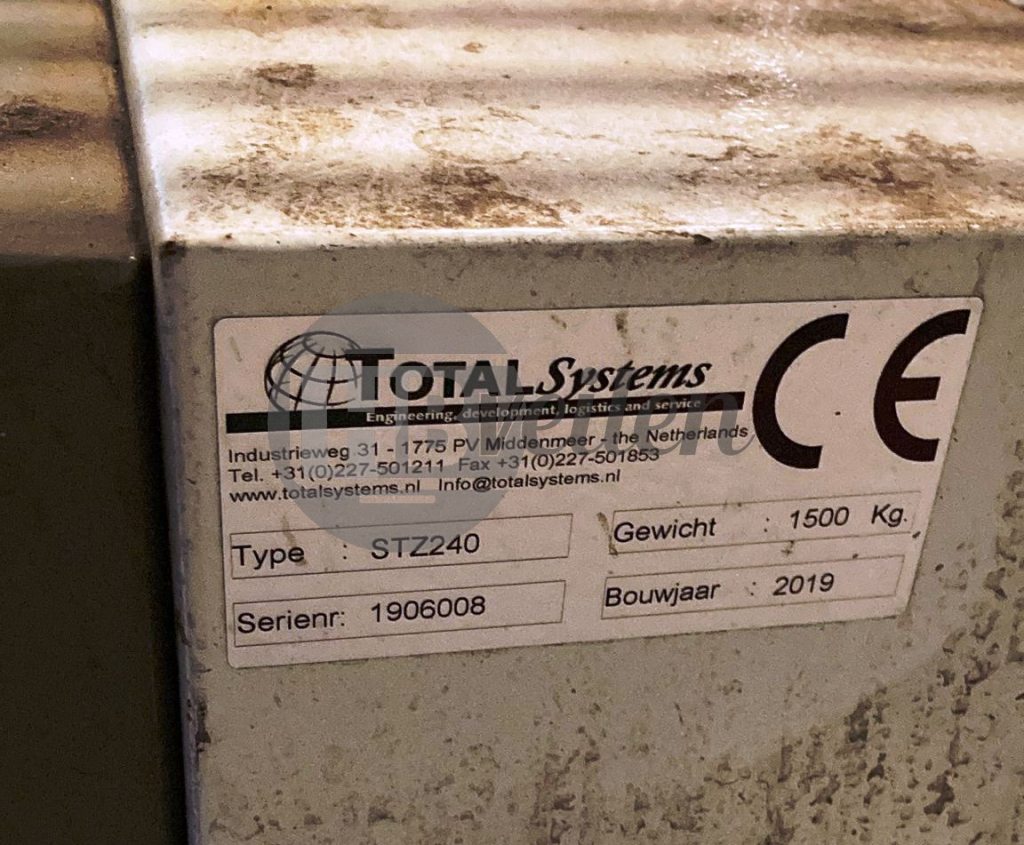 TOTAL Systems
Engineering, development, logistics and service
Industrieweg 31 - 1775 PV Middenmeer - the Netherlands
Tel. +31(0)227-501211 Fax +31(0)227-501853
www.totalsystems.nl Info@totalsystems.nl
CE
Type : STZ240
Gewicht : 1500 Kg.
Serienr: 1906008
Bouwjaar : 2019